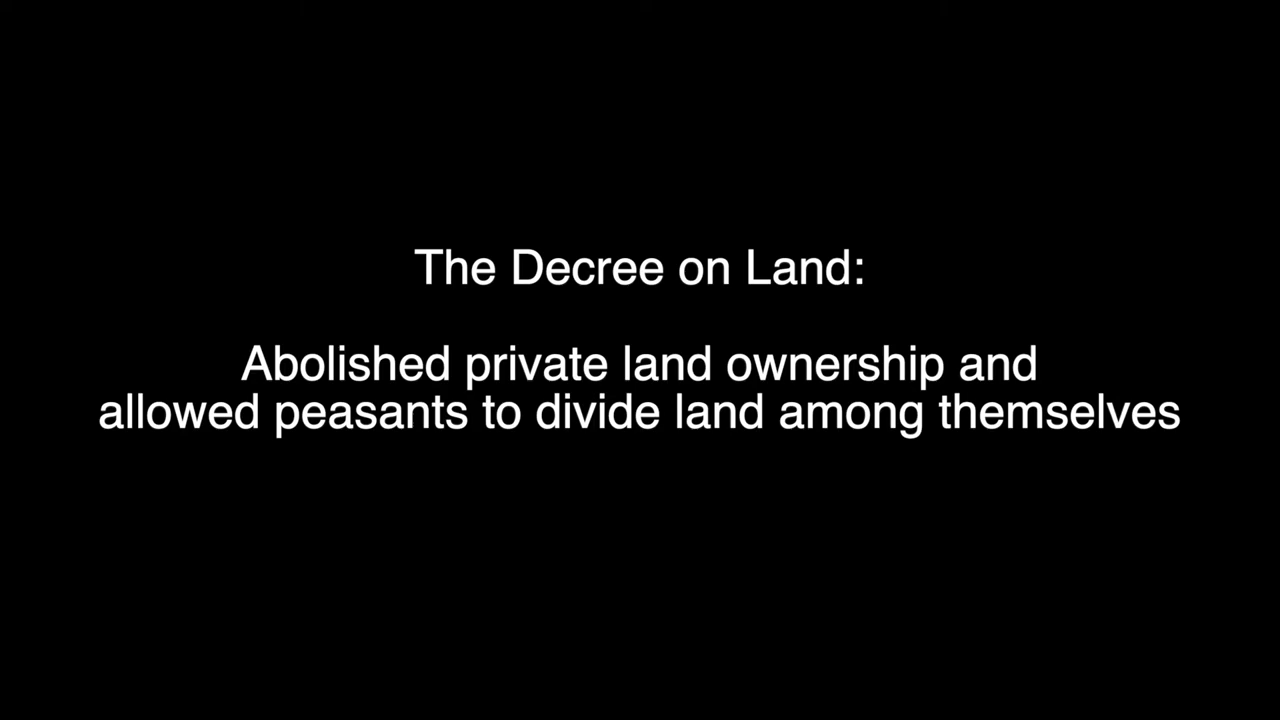 The Decree on Land:
Abolished private land ownership and
allowed peasants to divide land among themselves